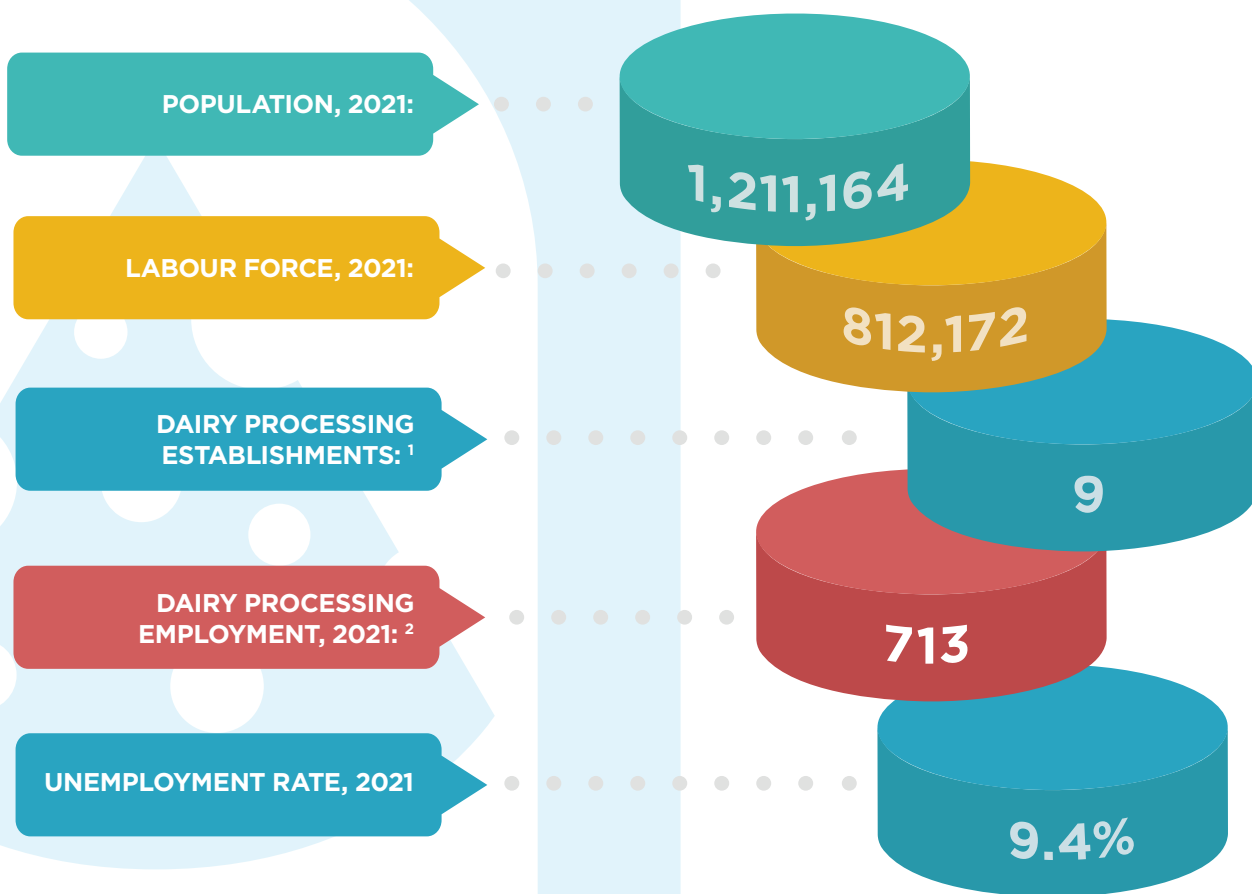 POPULATION, 2021:
1,211,164
LABOUR FORCE, 2021:
812,172
DAIRY PROCESSING
ESTABLISHMENTS: ¹
9
DAIRY PROCESSING
EMPLOYMENT, 2021: ²
713
UNEMPLOYMENT RATE, 2021
9.4%